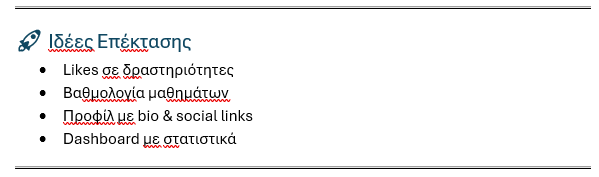 Ιδέες Επέκτασης
Likes σε δραστηριότητες
Βαθμολογία μαθημάτων
Προφίλ με bio & social links
Dashboard με στατιστικά